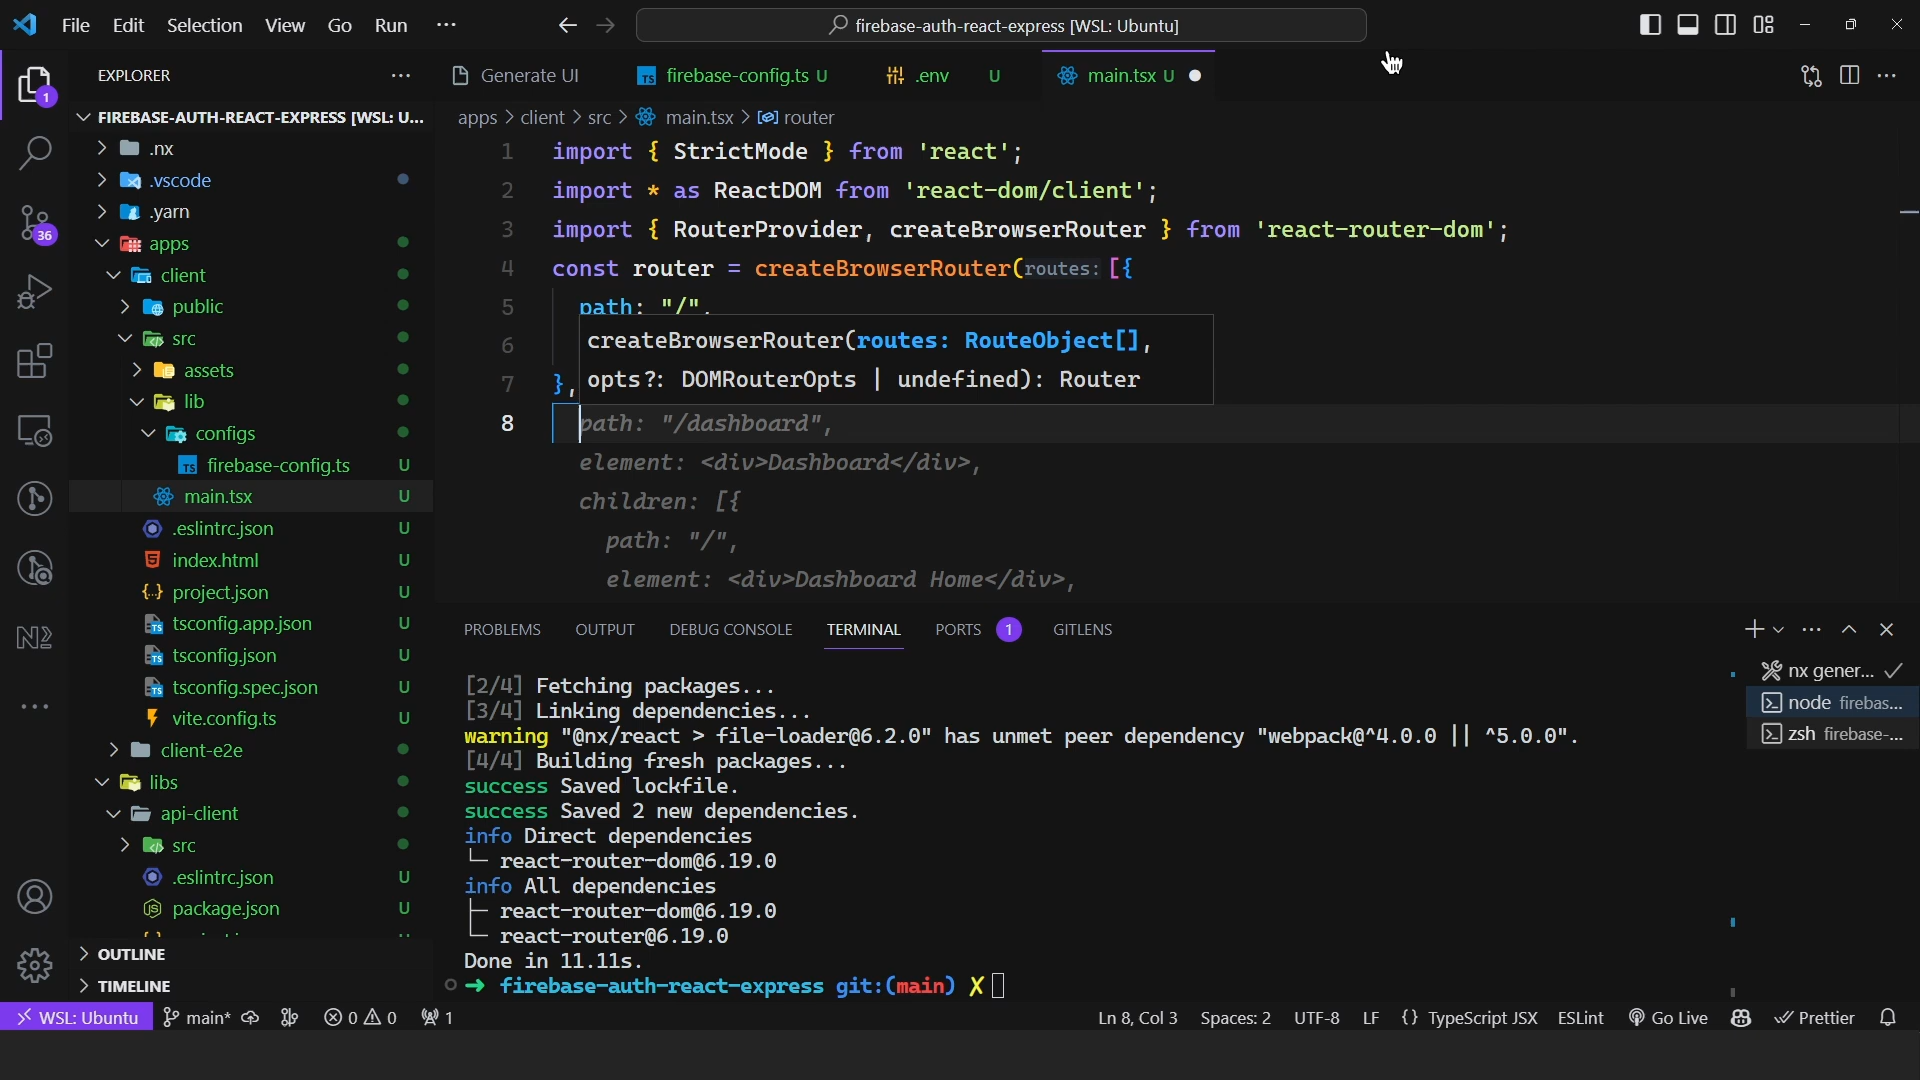 File Edit Selection View Go Run ···
firebase-auth-react-express [WSL: Ubuntu]
EXPLORER
Generate UI
firebase-config.ts U
.env U
main.tsx U
FIREBASE-AUTH-REACT-EXPRESS [WSL: U...
apps > client > src > main.tsx > router
1
.nx
.vscode
36
.yarn
apps
client
public
src
assets
lib
configs
firebase-config.ts U
main.tsx U
.eslintrc.json U
index.html U
project.json U
tsconfig.app.json U
tsconfig.json U
tsconfig.spec.json U
vite.config.ts U
client-e2e
libs
api-client
src
.eslintrc.json U
package.json U
OUTLINE
TIMELINE
1 import { StrictMode } from 'react';
2 import * as ReactDOM from 'react-dom/client';
3 import { RouterProvider, createBrowserRouter } from 'react-router-dom';
4 const router = createBrowserRouter(routes: [{
5 path: "/",
6
7 },
createBrowserRouter(routes: RouteObject[],
opts?: DOMRouterOpts | undefined): Router
8 path: "/dashboard",
element: <div>Dashboard</div>,
children: [{
path: "/",
element: <div>Dashboard Home</div>,
PROBLEMS OUTPUT DEBUG CONSOLE TERMINAL PORTS 1 GITLENS
[2/4] Fetching packages...
[3/4] Linking dependencies...
warning "@nx/react > file-loader@6.2.0" has unmet peer dependency "webpack@^4.0.0 || ^5.0.0".
[4/4] Building fresh packages...
success Saved lockfile.
success Saved 2 new dependencies.
info Direct dependencies
└─ react-router-dom@6.19.0
info All dependencies
├─ react-router-dom@6.19.0
└─ react-router@6.19.0
Done in 11.11s.
➜ firebase-auth-react-express git:(main) ✗
nx gener...
node firebas...
zsh firebase-...
WSL: Ubuntu main* 0 0 1
Ln 8, Col 3 Spaces: 2 UTF-8 LF {} TypeScript JSX ESLint Go Live Prettier